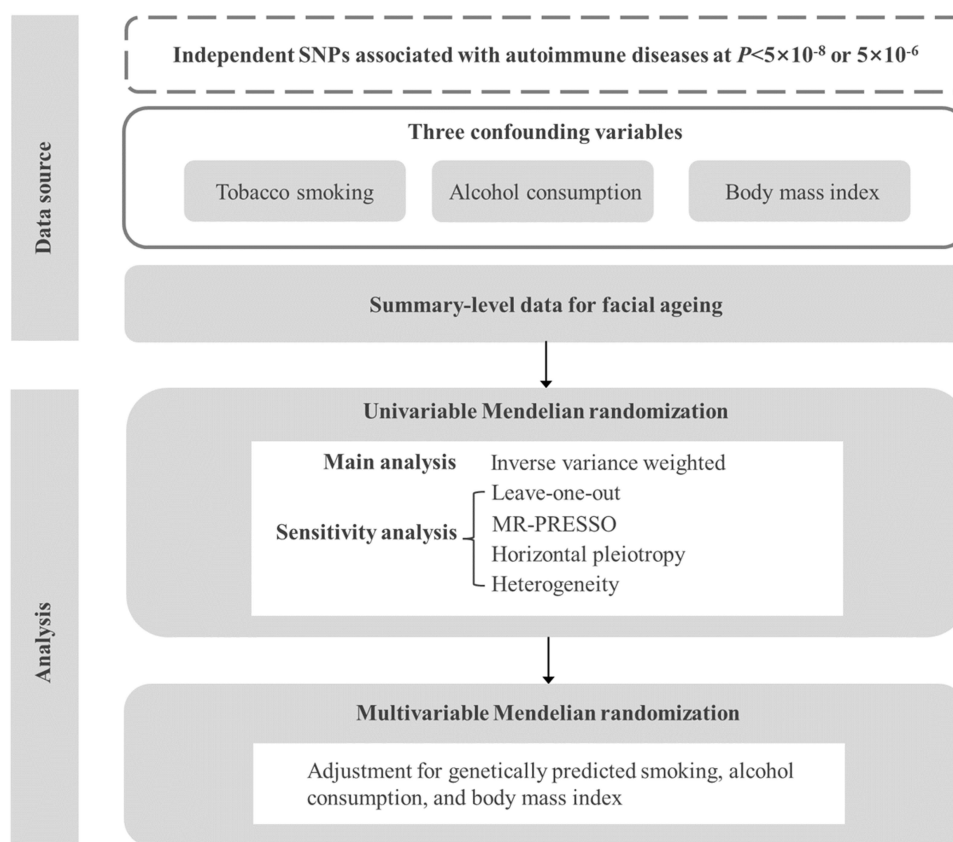 Data source
Independent SNPs associated with autoimmune diseases at P<5×10-8 or 5×10-6
Three confounding variables
Tobacco smoking
Alcohol consumption
Body mass index
Summary-level data for facial ageing
Analysis
Univariable Mendelian randomization
Main analysis Inverse variance weighted
Sensitivity analysis
Leave-one-out
MR-PRESSO
Horizontal pleiotropy
Heterogeneity
Multivariable Mendelian randomization
Adjustment for genetically predicted smoking, alcohol
consumption, and body mass index